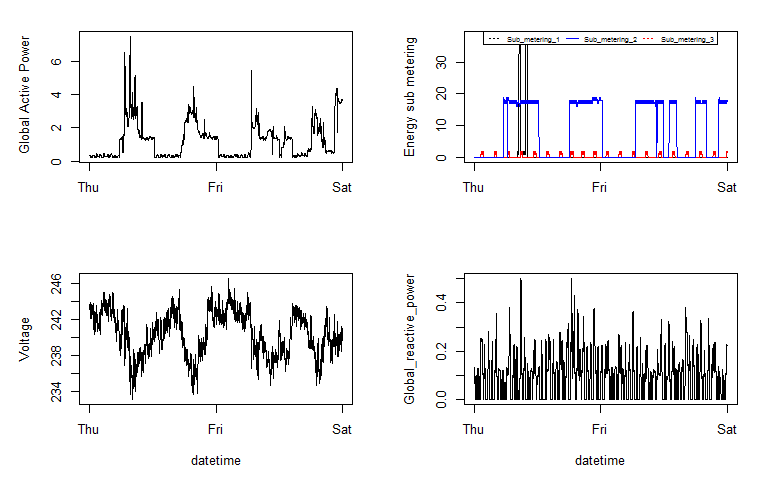 Global Active Power
0 2 4 6
Thu Fri Sat
Energy sub metering
0 10 20 30
Sub_metering_1 Sub_metering_2 Sub_metering_3
Thu Fri Sat
Voltage
234 238 242 246
Thu Fri Sat
datetime
Global_reactive_power
0.0 0.2 0.4
Thu Fri Sat
datetime